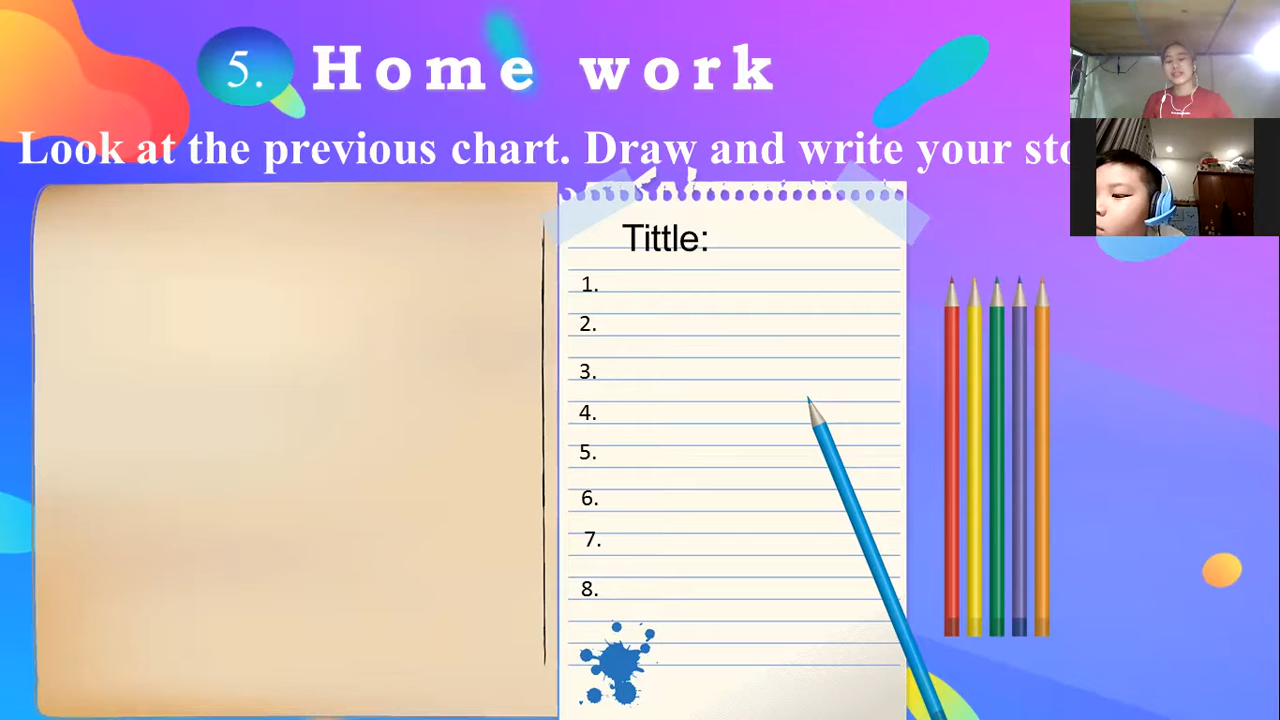 5. Home work
Look at the previous chart. Draw and write your
Tittle:
1.
2.
3.
4.
5.
6.
7.
8.